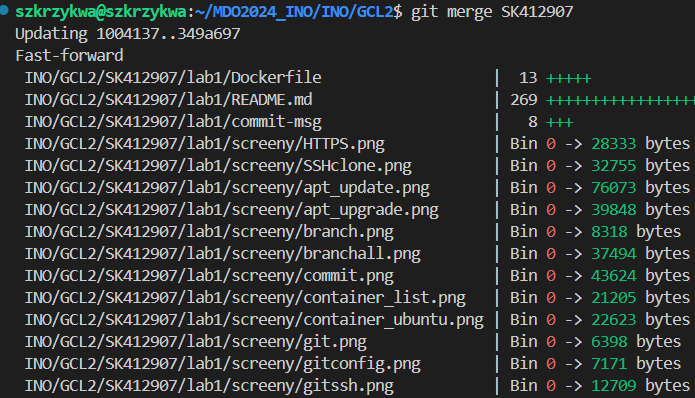 szkrzykwa@szkrzykwa:~/MDO2024_INO/INO/GCL2$ git merge SK412907
Updating 1004137..349a697
Fast-forward
INO/GCL2/SK412907/lab1/Dockerfile | 13 +++++
INO/GCL2/SK412907/lab1/README.md | 269 +++++++++++++++++
INO/GCL2/SK412907/lab1/commit-msg | 8 +++
INO/GCL2/SK412907/lab1/screeny/HTTPS.png | Bin 0 -> 28333 bytes
INO/GCL2/SK412907/lab1/screeny/SSHclone.png | Bin 0 -> 32755 bytes
INO/GCL2/SK412907/lab1/screeny/apt_update.png | Bin 0 -> 76073 bytes
INO/GCL2/SK412907/lab1/screeny/apt_upgrade.png | Bin 0 -> 39848 bytes
INO/GCL2/SK412907/lab1/screeny/branch.png | Bin 0 -> 8318 bytes
INO/GCL2/SK412907/lab1/screeny/branchall.png | Bin 0 -> 37494 bytes
INO/GCL2/SK412907/lab1/screeny/commit.png | Bin 0 -> 43624 bytes
INO/GCL2/SK412907/lab1/screeny/container_list.png | Bin 0 -> 21205 bytes
INO/GCL2/SK412907/lab1/screeny/container_ubuntu.png | Bin 0 -> 22623 bytes
INO/GCL2/SK412907/lab1/screeny/git.png | Bin 0 -> 6398 bytes
INO/GCL2/SK412907/lab1/screeny/gitconfig.png | Bin 0 -> 7171 bytes
INO/GCL2/SK412907/lab1/screeny/gitssh.png | Bin 0 -> 12709 bytes